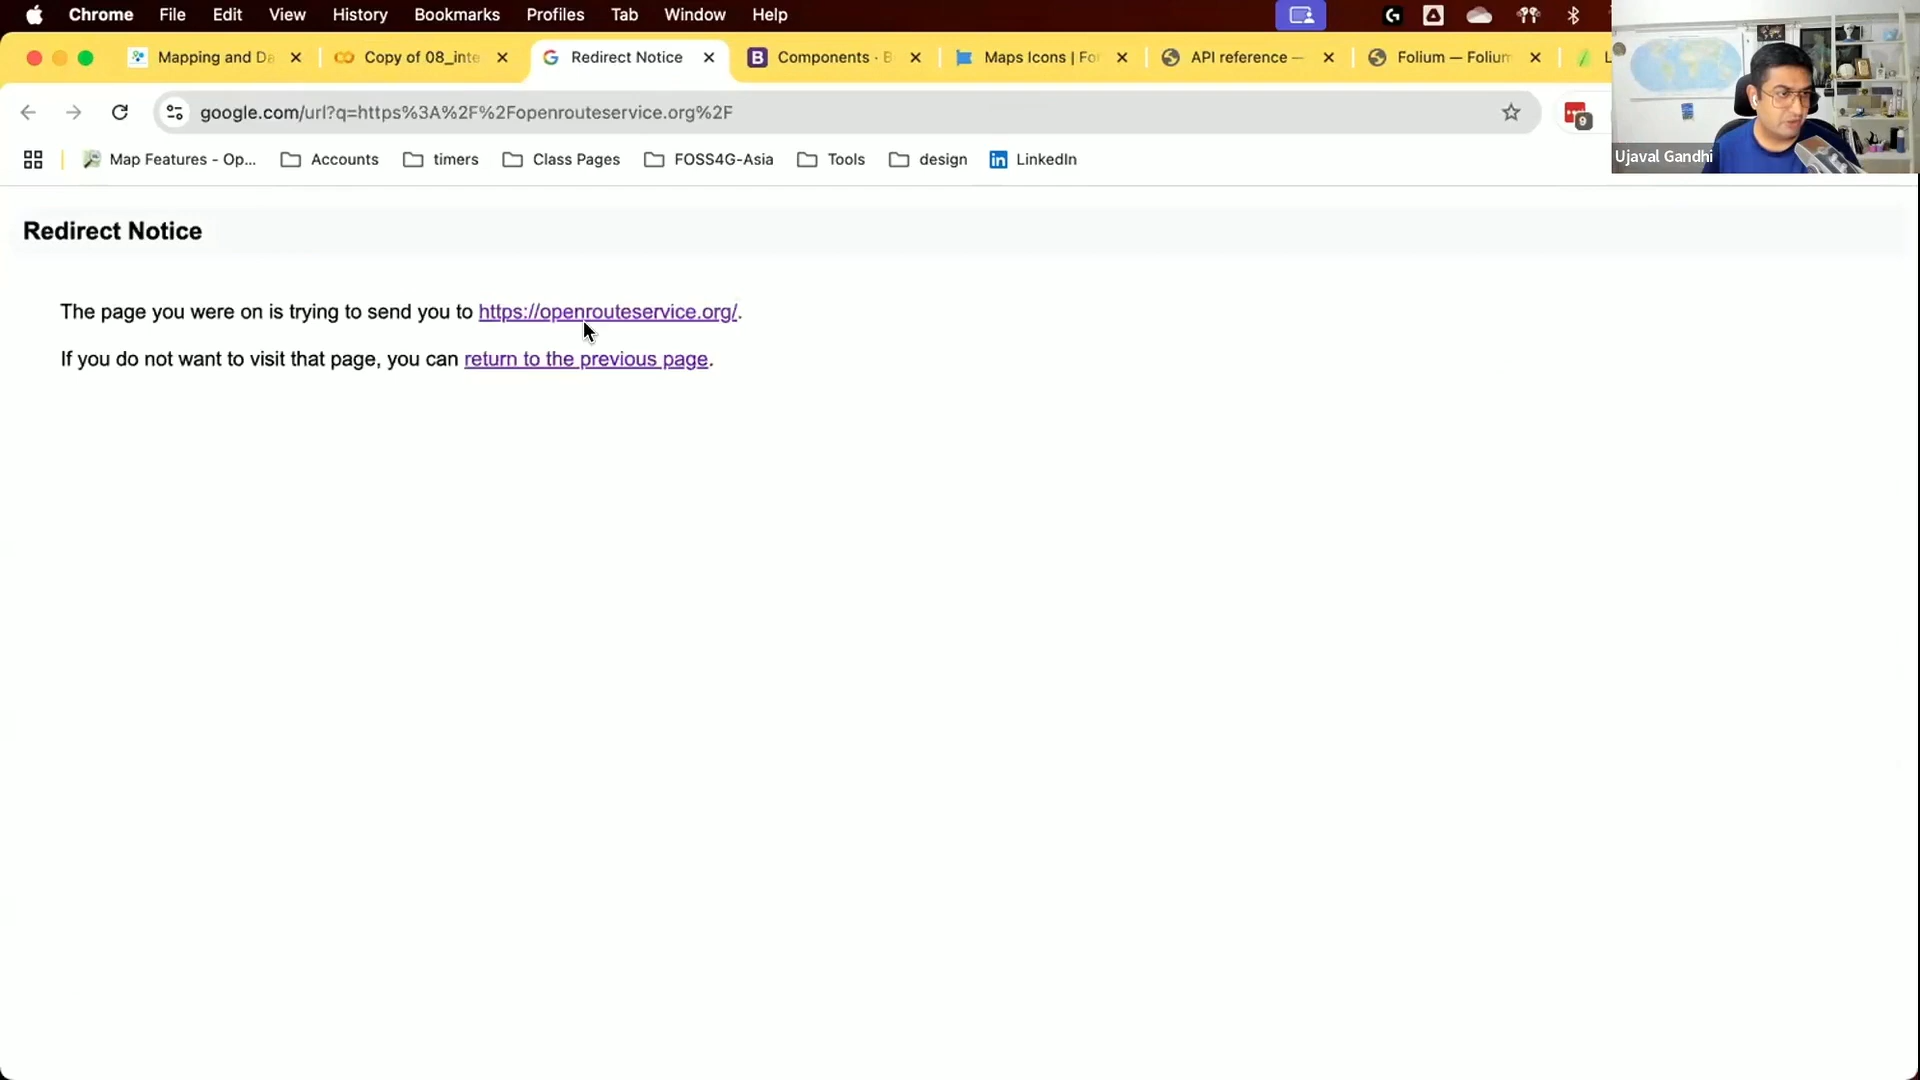 Chrome File Edit View History Bookmarks Profiles Tab Window Help
Mapping and Da
Copy of 08_inte
Redirect Notice
Components · B
Maps Icons | Fo
API reference —
Folium — Folium
L
google.com/url?q=https%3A%2F%2Fopenrouteservice.org%2F
9
Map Features - Op...
Accounts
timers
Class Pages
FOSS4G-Asia
Tools
design
LinkedIn
Ujaval Gandhi
Redirect Notice
The page you were on is trying to send you to https://openrouteservice.org/.
If you do not want to visit that page, you can return to the previous page.